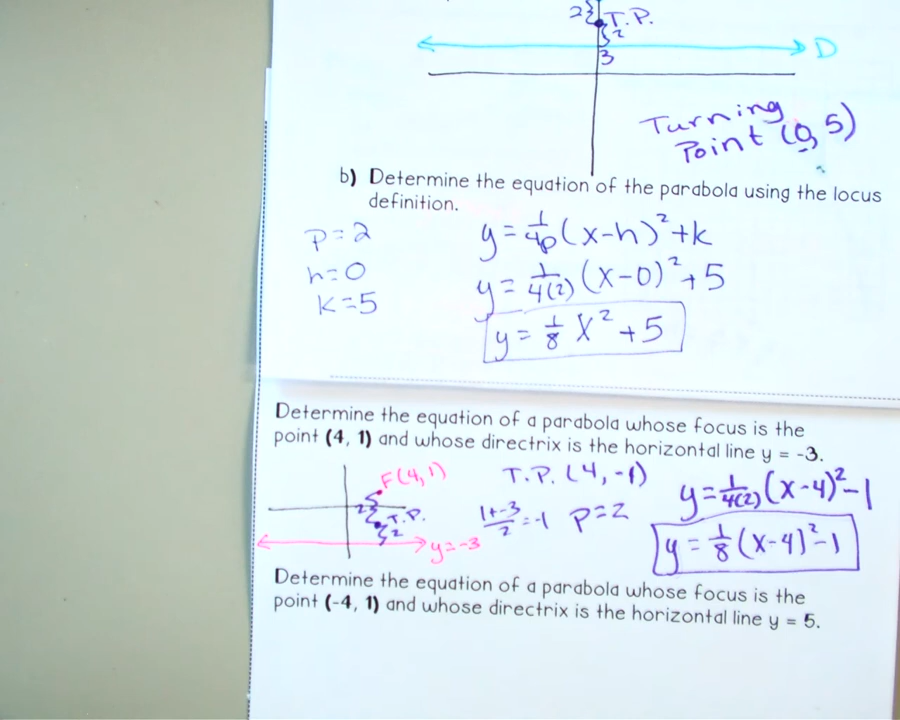 2 T.P.
2
D
3
Turning
Point (0, 5)
b) Determine the equation of the parabola using the locus
definition.
p=2
h=0
k=5
y = 1/4p (x-h)² + k
y = 1/4(2) (x-0)² + 5
y = 1/8 x² + 5
Determine the equation of a parabola whose focus is the
point (4, 1) and whose directrix is the horizontal line y = -3.
F(4,1)
2
T.P.
2
y=-3
T.P. (4, -1)
1+-3/2 = -1 p=2
y = 1/4(2) (x-4)² - 1
y = 1/8 (x-4)² - 1
Determine the equation of a parabola whose focus is the
point (-4, 1) and whose directrix is the horizontal line y = 5.